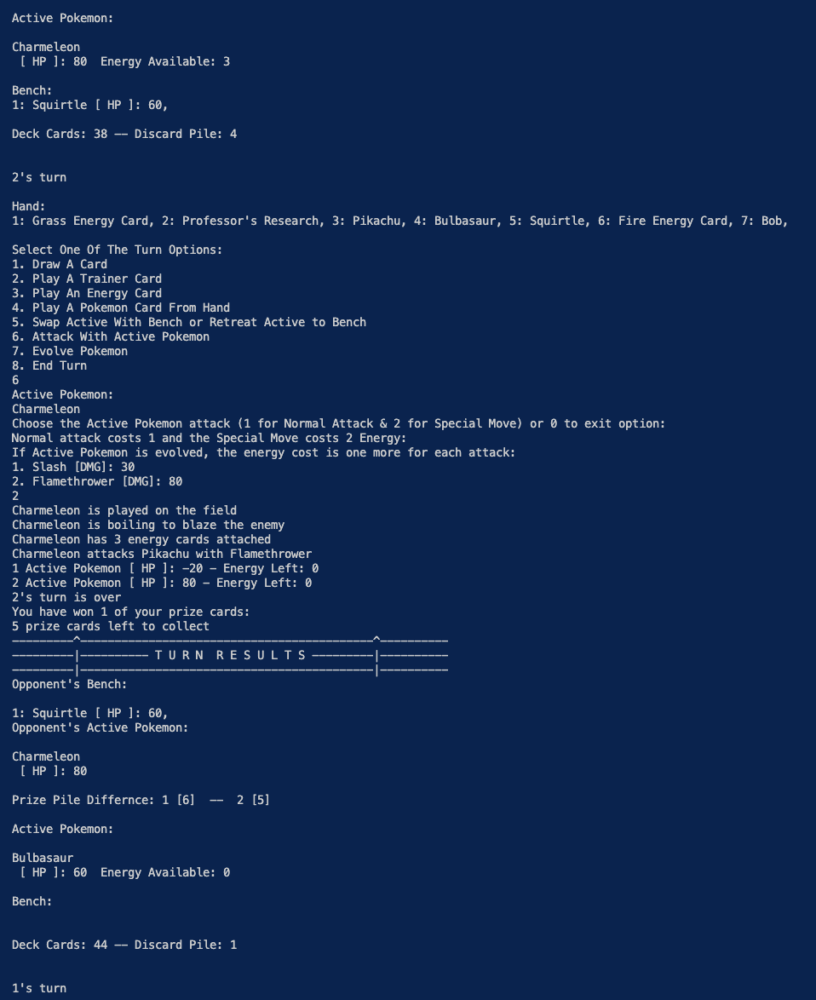 Active Pokemon:
Charmeleon
[ HP ]: 80  Energy Available: 3
Bench:
1: Squirtle [ HP ]: 60,
Deck Cards: 38 -- Discard Pile: 4
2's turn
Hand:
1: Grass Energy Card, 2: Professor's Research, 3: Pikachu, 4: Bulbasaur, 5: Squirtle, 6: Fire Energy Card, 7: Bob,
Select One Of The Turn Options:
1. Draw A Card
2. Play A Trainer Card
3. Play An Energy Card
4. Play A Pokemon Card From Hand
5. Swap Active With Bench or Retreat Active to Bench
6. Attack With Active Pokemon
7. Evolve Pokemon
8. End Turn
6
Active Pokemon:
Charmeleon
Choose the Active Pokemon attack (1 for Normal Attack & 2 for Special Move) or 0 to exit option:
Normal attack costs 1 and the Special Move costs 2 Energy:
If Active Pokemon is evolved, the energy cost is one more for each attack:
1. Slash [DMG]: 30
2. Flamethrower [DMG]: 80
2
Charmeleon is played on the field
Charmeleon is boiling to blaze the enemy
Charmeleon has 3 energy cards attached
Charmeleon attacks Pikachu with Flamethrower
1 Active Pokemon [ HP ]: -20 - Energy Left: 0
2 Active Pokemon [ HP ]: 80 - Energy Left: 0
2's turn is over
You have won 1 of your prize cards:
5 prize cards left to collect
---------^-------------------------------------------^----------
---------|---------- T U R N  R E S U L T S ---------|----------
---------|-------------------------------------------|----------
Opponent's Bench:
1: Squirtle [ HP ]: 60,
Opponent's Active Pokemon:
Charmeleon
[ HP ]: 80
Prize Pile Differnce: 1 [6]  --  2 [5]
Active Pokemon:
Bulbasaur
[ HP ]: 60  Energy Available: 0
Bench:
Deck Cards: 44 -- Discard Pile: 1
1's turn